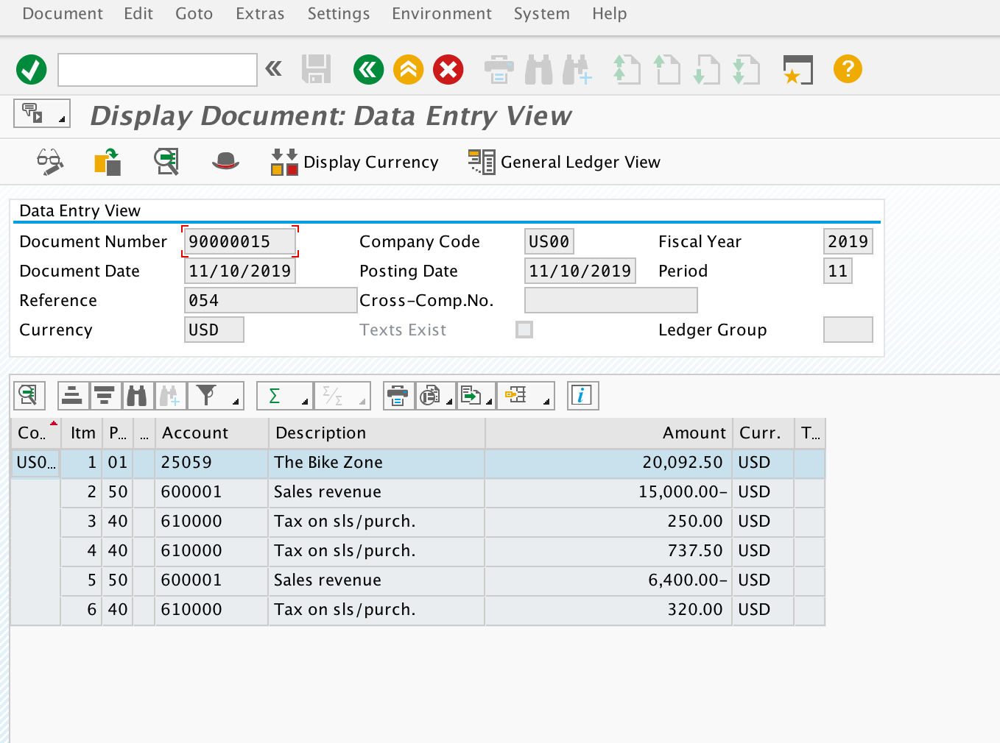 Document Edit Goto Extras Settings Environment System Help
Display Document: Data Entry View
Display Currency General Ledger View
Data Entry View
Document Number 90000015 Company Code US00 Fiscal Year 2019
Document Date 11/10/2019 Posting Date 11/10/2019 Period 11
Reference 054 Cross-Comp.No.
Currency USD Texts Exist Ledger Group
Co.. Itm P... ... Account Description Amount Curr. T...
US0... 1 01 25059 The Bike Zone 20,092.50 USD
2 50 600001 Sales revenue 15,000.00- USD
3 40 610000 Tax on sls/purch. 250.00 USD
4 40 610000 Tax on sls/purch. 737.50 USD
5 50 600001 Sales revenue 6,400.00- USD
6 40 610000 Tax on sls/purch. 320.00 USD